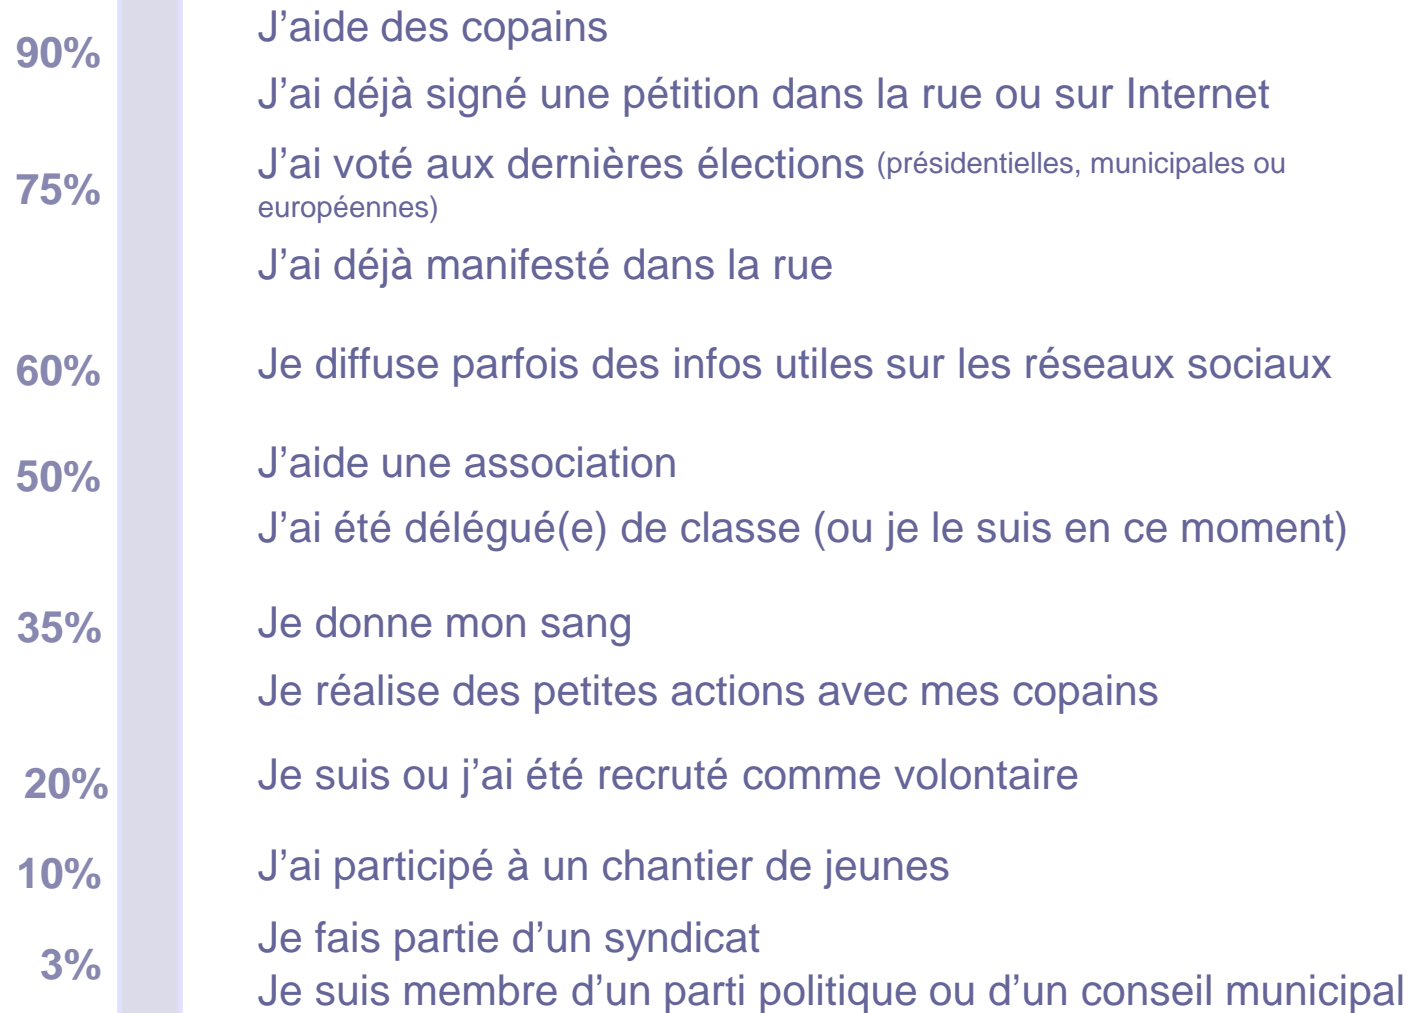 J’aide des copains
90%
J’ai déjà signé une pétition dans la rue ou sur Internet
J’ai voté aux dernières élections (présidentielles, municipales ou
75%
européennes)
J’ai déjà manifesté dans la rue
60%
Je diffuse parfois des infos utiles sur les réseaux sociaux
50%
J’aide une association
J’ai été délégué(e) de classe (ou je le suis en ce moment)
35%
Je donne mon sang
Je réalise des petites actions avec mes copains
20%
Je suis ou j’ai été recruté comme volontaire
10%
J’ai participé à un chantier de jeunes
Je fais partie d’un syndicat
3%
Je suis membre d’un parti politique ou d’un conseil municipal